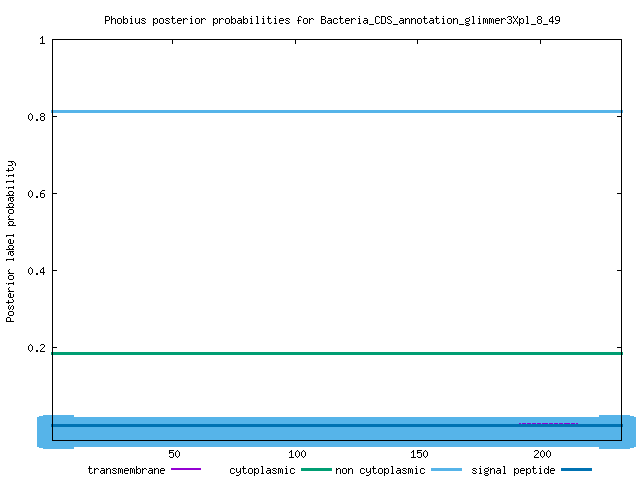 Phobius posterior probabilities for Bacteria_CDS_annotation_glimmer3Xpl_8_49
1
0.8
0.6
0.4
0.2
Posterior label probability
50
100
150
200
transmembrane
cytoplasmic
non cytoplasmic
signal peptide